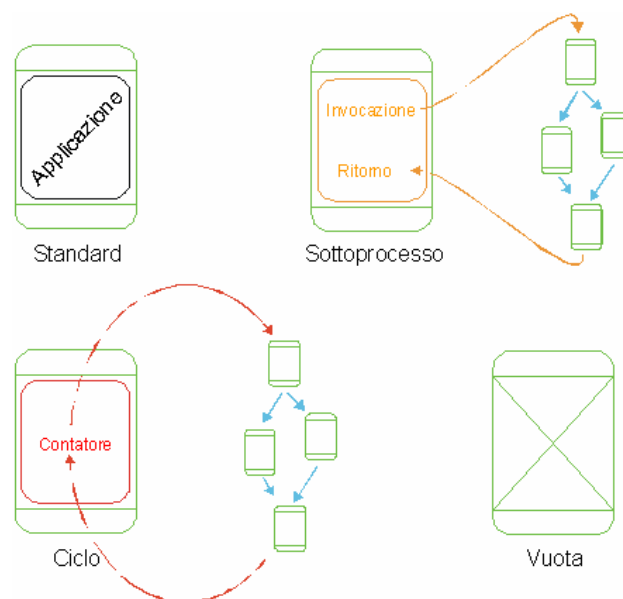 Applicazione
Standard
Invocazione
Ritorno
Sottoprocesso
Contatore
Ciclo
Vuota